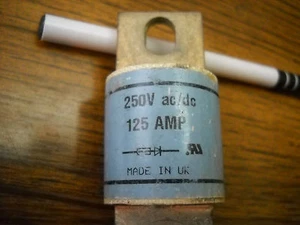 250V ac/dc
125 AMP
MADE IN UK